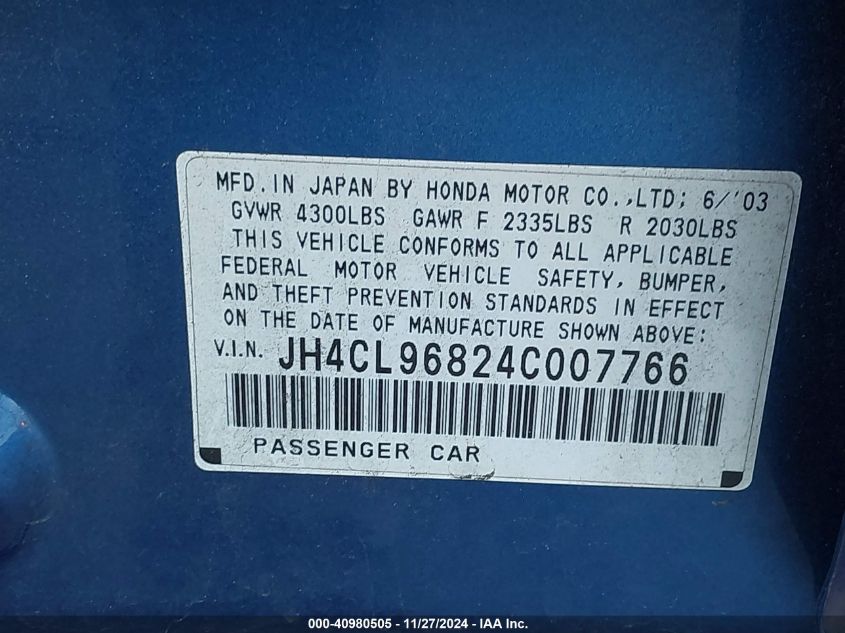 MFD. IN JAPAN BY HONDA MOTOR CO.,LTD; 6/'03
GVWR 4300LBS GAWR F 2335LBS R 2030LBS
THIS VEHICLE CONFORMS TO ALL APPLICABLE
FEDERAL MOTOR VEHICLE SAFETY, BUMPER,
AND THEFT PREVENTION STANDARDS IN EFFECT
ON THE DATE OF MANUFACTURE SHOWN ABOVE:
V.I.N. JH4CL96824C007766
PASSENGER CAR
000-40980505 - 11/27/2024 - IAA Inc.